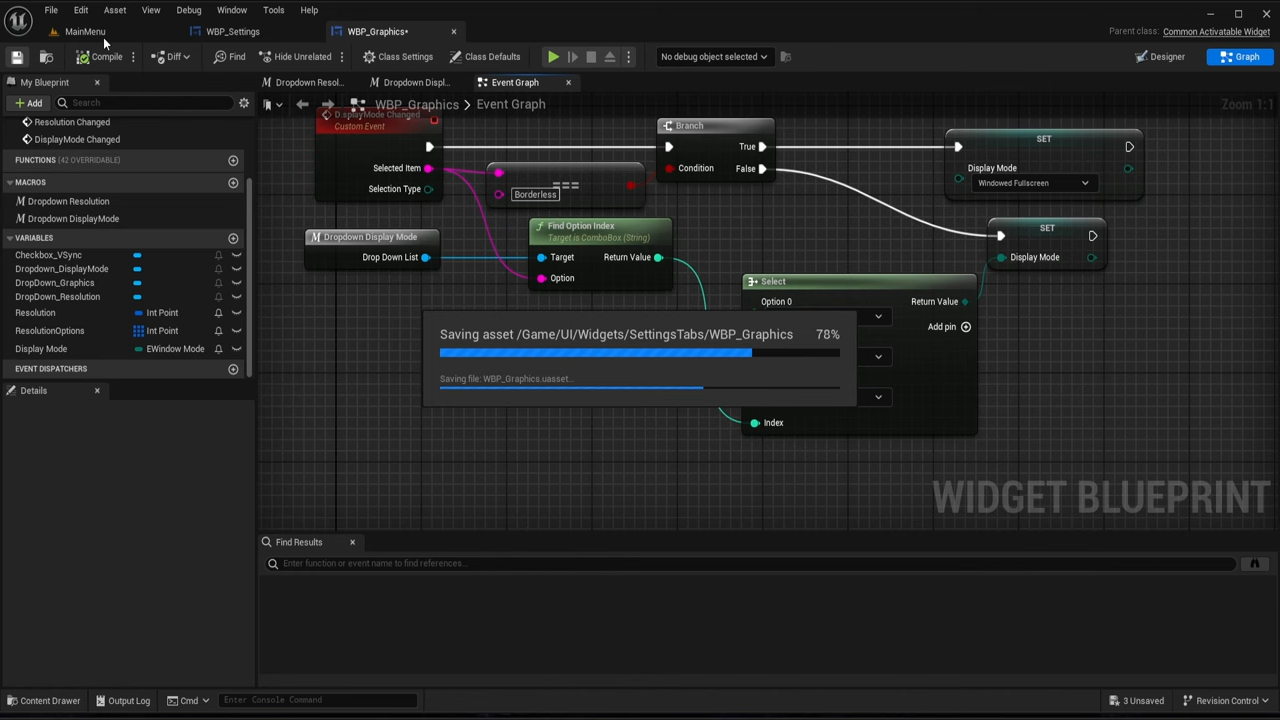 File Edit Asset View Debug Window Tools Help
MainMenu WBP_Settings WBP_Graphics•
Parent class: Common Activatable Widget
Compile Diff Find Hide Unrelated Class Settings Class Defaults No debug object selected Designer Graph
My Blueprint Dropdown Resol... Dropdown Displ... Event Graph
Add Search WBP_Graphics > Event Graph Zoom 1:1
Resolution Changed
DisplayMode Changed
FUNCTIONS (42 OVERRIDABLE)
MACROS
Dropdown Resolution
Dropdown DisplayMode
VARIABLES
Checkbox_VSync
Dropdown_DisplayMode
DropDown_Graphics
DropDown_Resolution
Resolution Int Point
ResolutionOptions Int Point
Display Mode EWindow Mode
EVENT DISPATCHERS
Details
D.splayMode Changed
Custom Event
Selected Item
Selection Type
===
Borderless
Branch
True
Condition False
SET
Display Mode
Windowed Fullscreen
SET
Display Mode
Dropdown Display Mode
Drop Down List
Find Option Index
Target is ComboBox (String)
Target Return Value
Option
Select
Option 0 Return Value
Add pin
Index
Saving asset /Game/UI/Widgets/SettingsTabs/WBP_Graphics 78%
Saving file: WBP_Graphics.uasset...
WIDGET BLUEPRINT
Find Results
Enter function or event name to find references...
Content Drawer Output Log Cmd Enter Console Command 3 Unsaved Revision Control